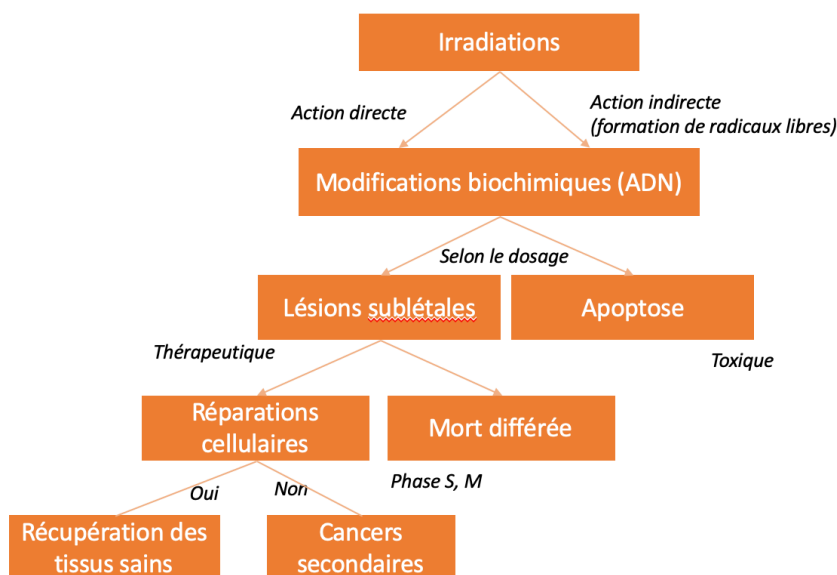 Irradiations
Action directe
Action indirecte
(formation de radicaux libres)
Modifications biochimiques (ADN)
Selon le dosage
Lésions sublétales
Apoptose
Thérapeutique
Toxique
Réparations
cellulaires
Mort différée
Phase S, M
Oui
Non
Récupération des
tissus sains
Cancers
secondaires